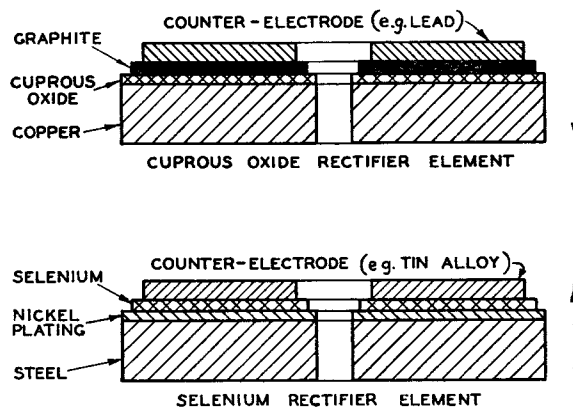 COUNTER-ELECTRODE (e.g. LEAD)
GRAPHITE
CUPROUS
OXIDE
COPPER
CUPROUS OXIDE RECTIFIER ELEMENT
COUNTER-ELECTRODE (e.g. TIN ALLOY)
SELENIUM
NICKEL
PLATING
STEEL
SELENIUM RECTIFIER ELEMENT